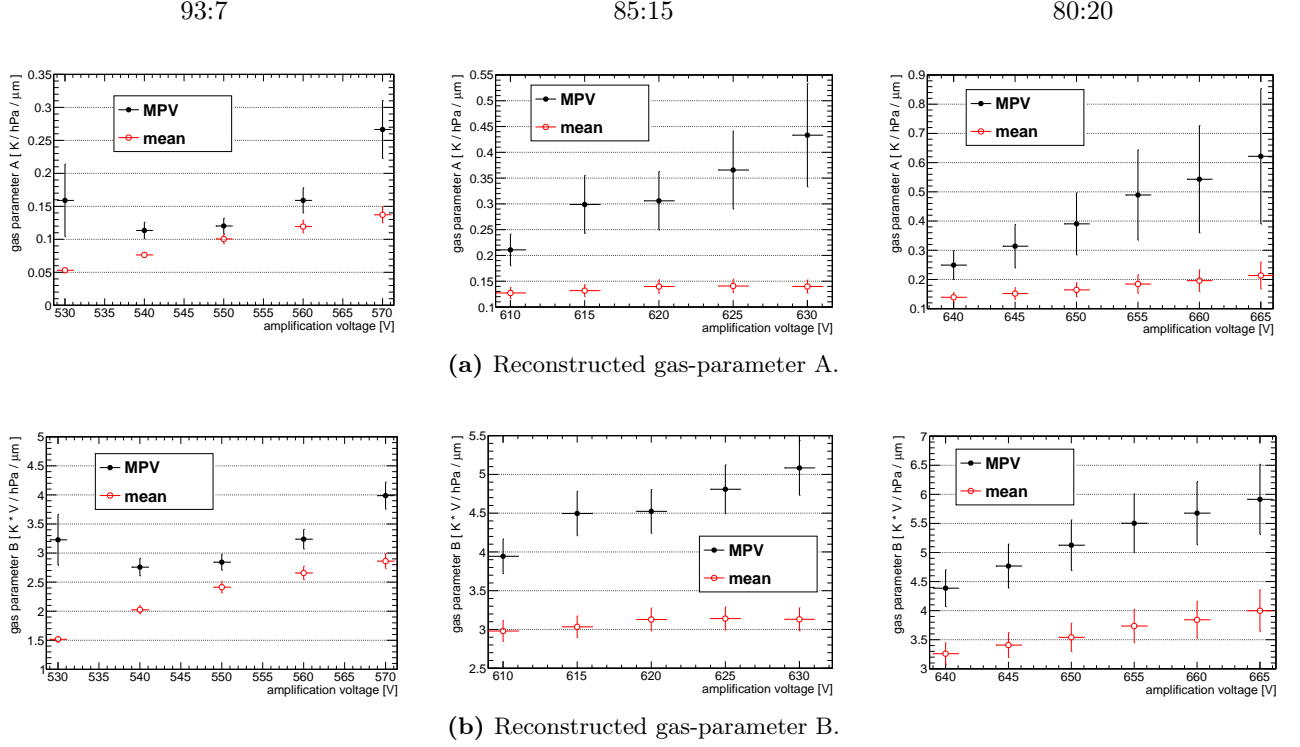 93:7 85:15 80:20
gas parameter A [ K / hPa / μm]
0.35
0.3
0.25
0.2
0.15
0.1
0.05
0
MPV
mean
530 535 540 545 550 555 560 565 570
amplification voltage [V]
gas parameter A [ K / hPa / μm]
0.55
0.5
0.45
0.4
0.35
0.3
0.25
0.2
0.15
0.1
MPV
mean
610 615 620 625 630
amplification voltage [V]
gas parameter A [ K / hPa / μm]
0.9
0.8
0.7
0.6
0.5
0.4
0.3
0.2
0.1
MPV
mean
640 645 650 655 660 665
amplification voltage [V]
(a) Reconstructed gas-parameter A.
gas parameter B [ K * V / hPa / μm]
5
4.5
4
3.5
3
2.5
2
1.5
1
MPV
mean
530 535 540 545 550 555 560 565 570
amplification voltage [V]
gas parameter B [ K * V / hPa / μm]
5.5
5
4.5
4
3.5
3
2.5
MPV
mean
610 615 620 625 630
amplification voltage [V]
gas parameter B [ K * V / hPa / μm]
7
6.5
6
5.5
5
4.5
4
3.5
3
MPV
mean
640 645 650 655 660 665
amplification voltage [V]
(b) Reconstructed gas-parameter B.